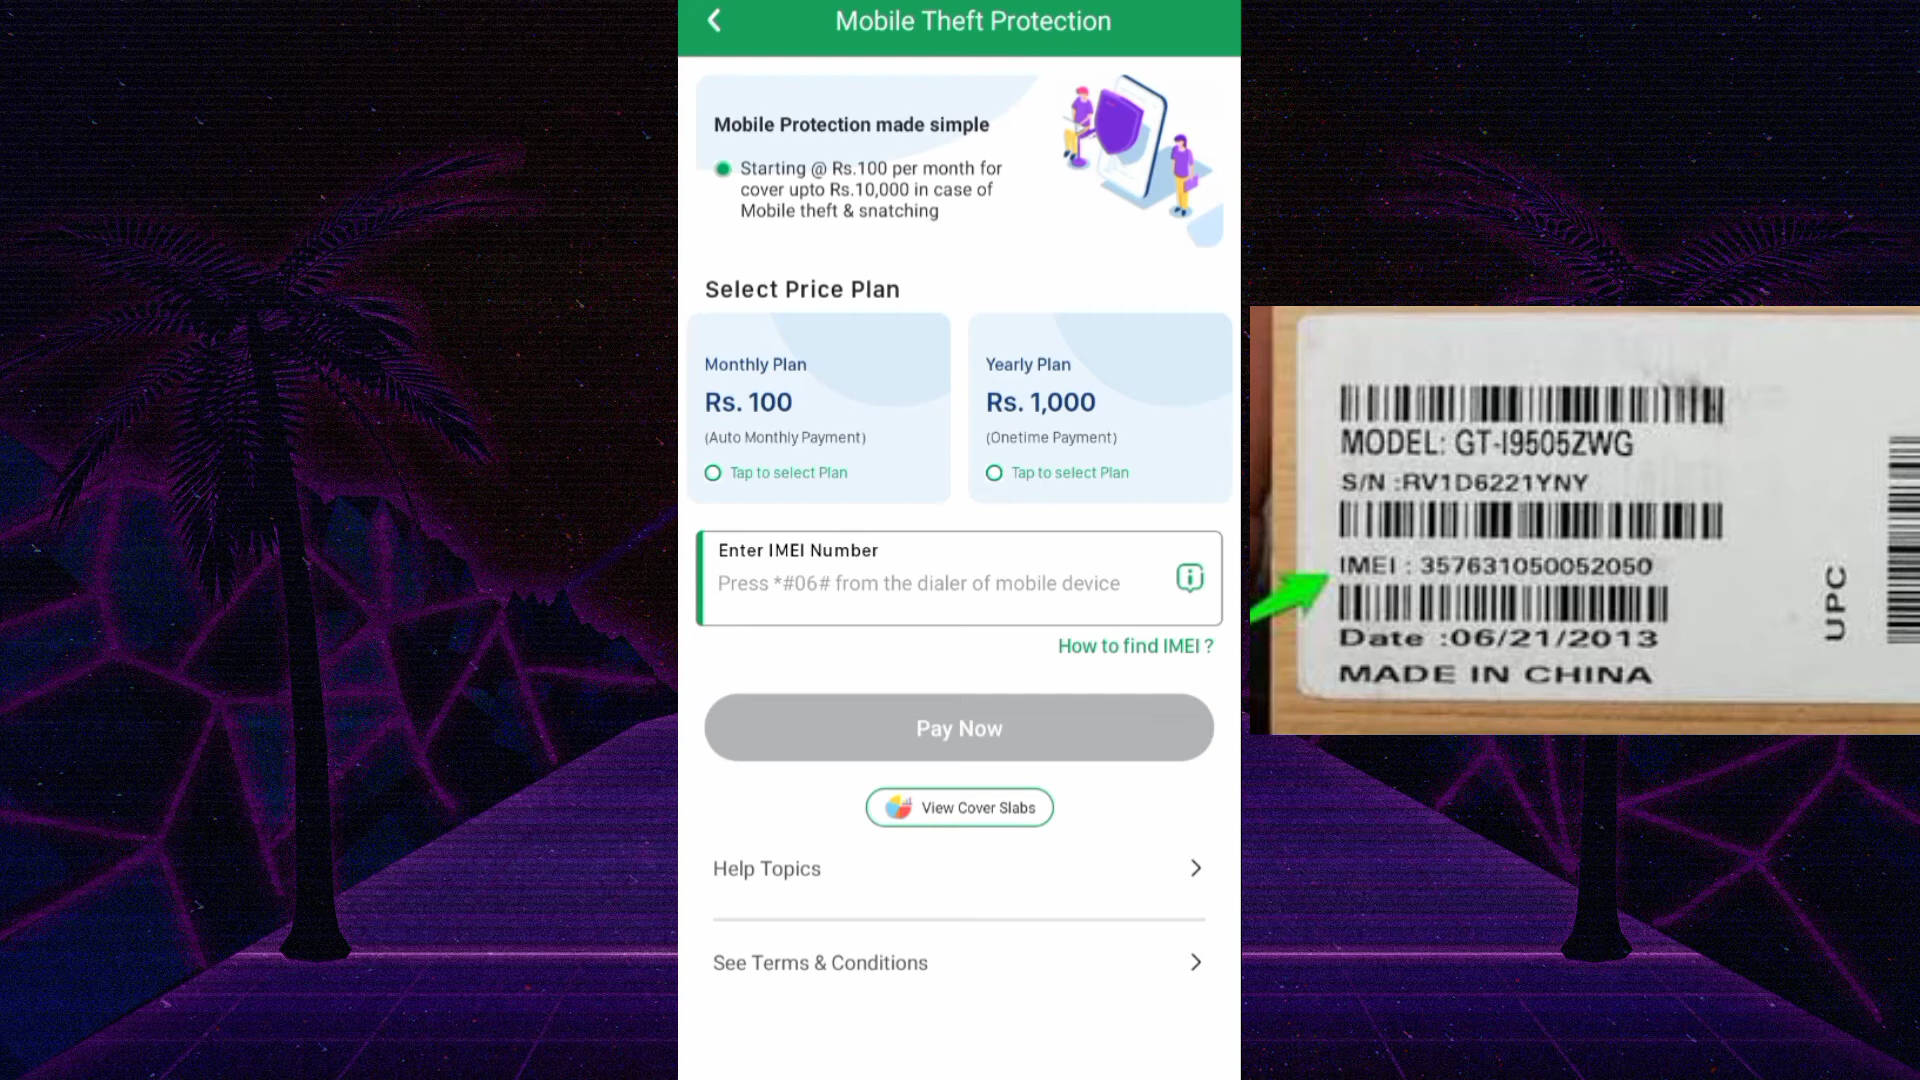 Mobile Theft Protection
Mobile Protection made simple
Starting @ Rs.100 per month for
cover upto Rs.10,000 in case of
Mobile theft & snatching
Select Price Plan
Monthly Plan
Rs. 100
(Auto Monthly Payment)
Tap to select Plan
Yearly Plan
Rs. 1,000
(Onetime Payment)
Tap to select Plan
Enter IMEI Number
Press *#06# from the dialer of mobile device
How to find IMEI ?
Pay Now
View Cover Slabs
Help Topics
See Terms & Conditions
MODEL: GT-I9505ZWG
S/N :RV1D6221YNY
IMEI : 357631050052050
Date :06/21/2013
MADE IN CHINA
UPC